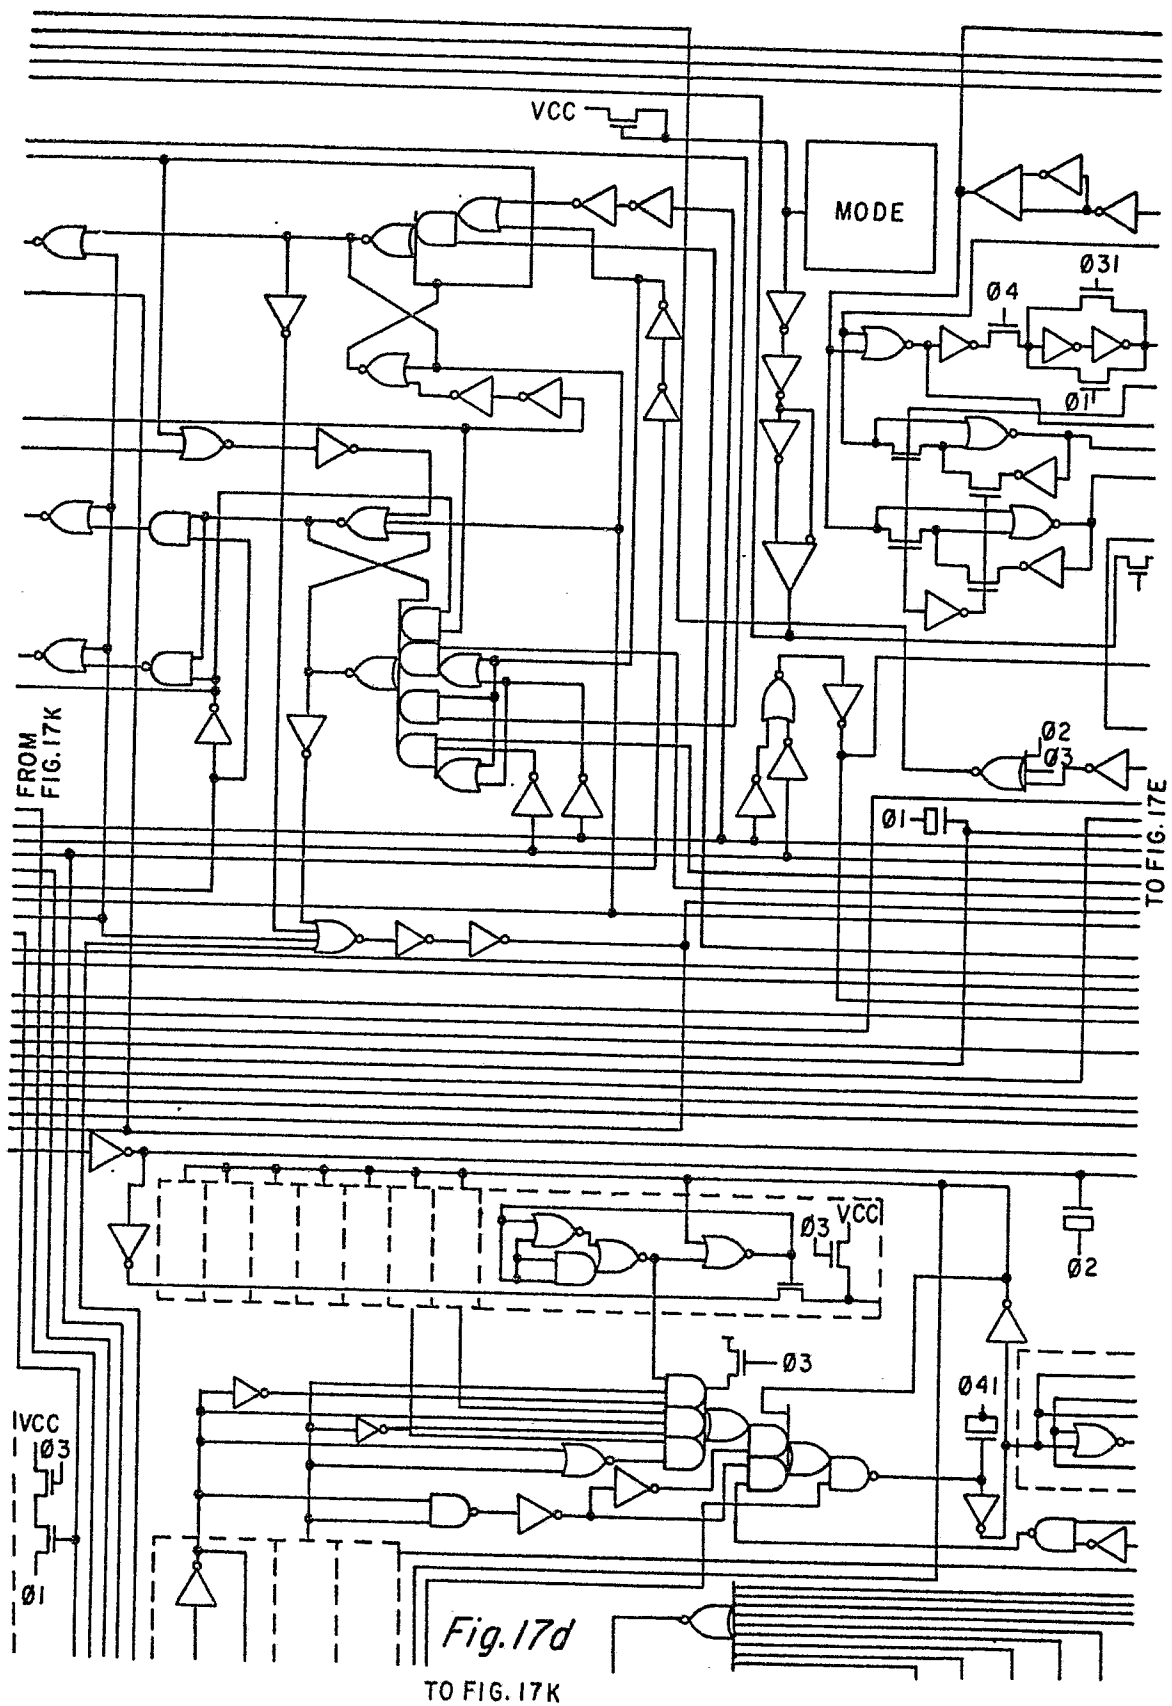 VCC
MODE
Ø31
Ø4
Ø1'
FROM
FIG. 17K
Ø2
Ø3
Ø1
TO FIG. 17E
Ø3
VCC
Ø2
Ø3
Ø41
VCC
Ø3
Ø1
Fig. 17d
TO FIG. 17K